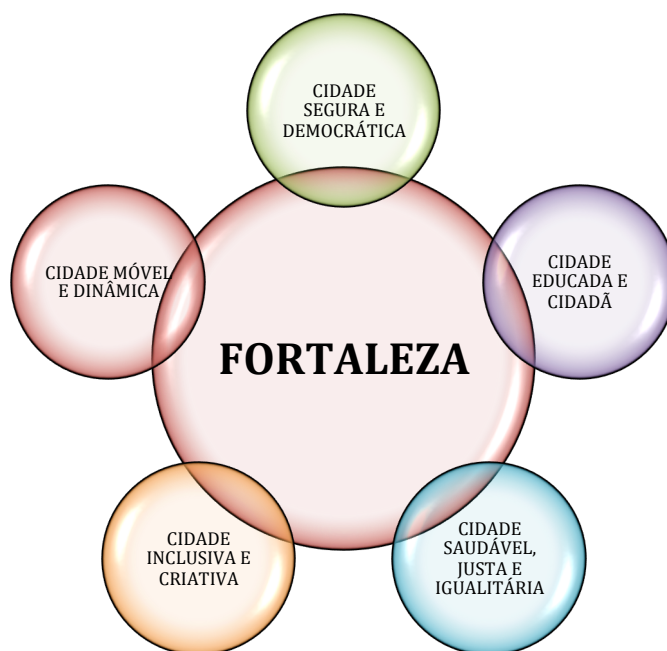 CIDADE
SEGURA E
DEMOCRÁTICA
CIDADE MÓVEL
E DINÂMICA
CIDADE
EDUCADA E
CIDADÃ
FORTALEZA
CIDADE
INCLUSIVA E
CRIATIVA
CIDADE
SAUDÁVEL,
JUSTA E
IGUALITÁRIA